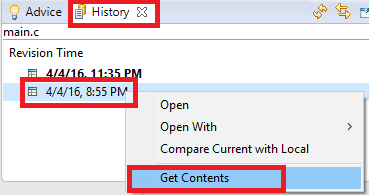 Advice History
main.c
Revision Time
4/4/16, 11:35 PM
4/4/16, 8:55 PM
Open
Open With
Compare Current with Local
Get Contents